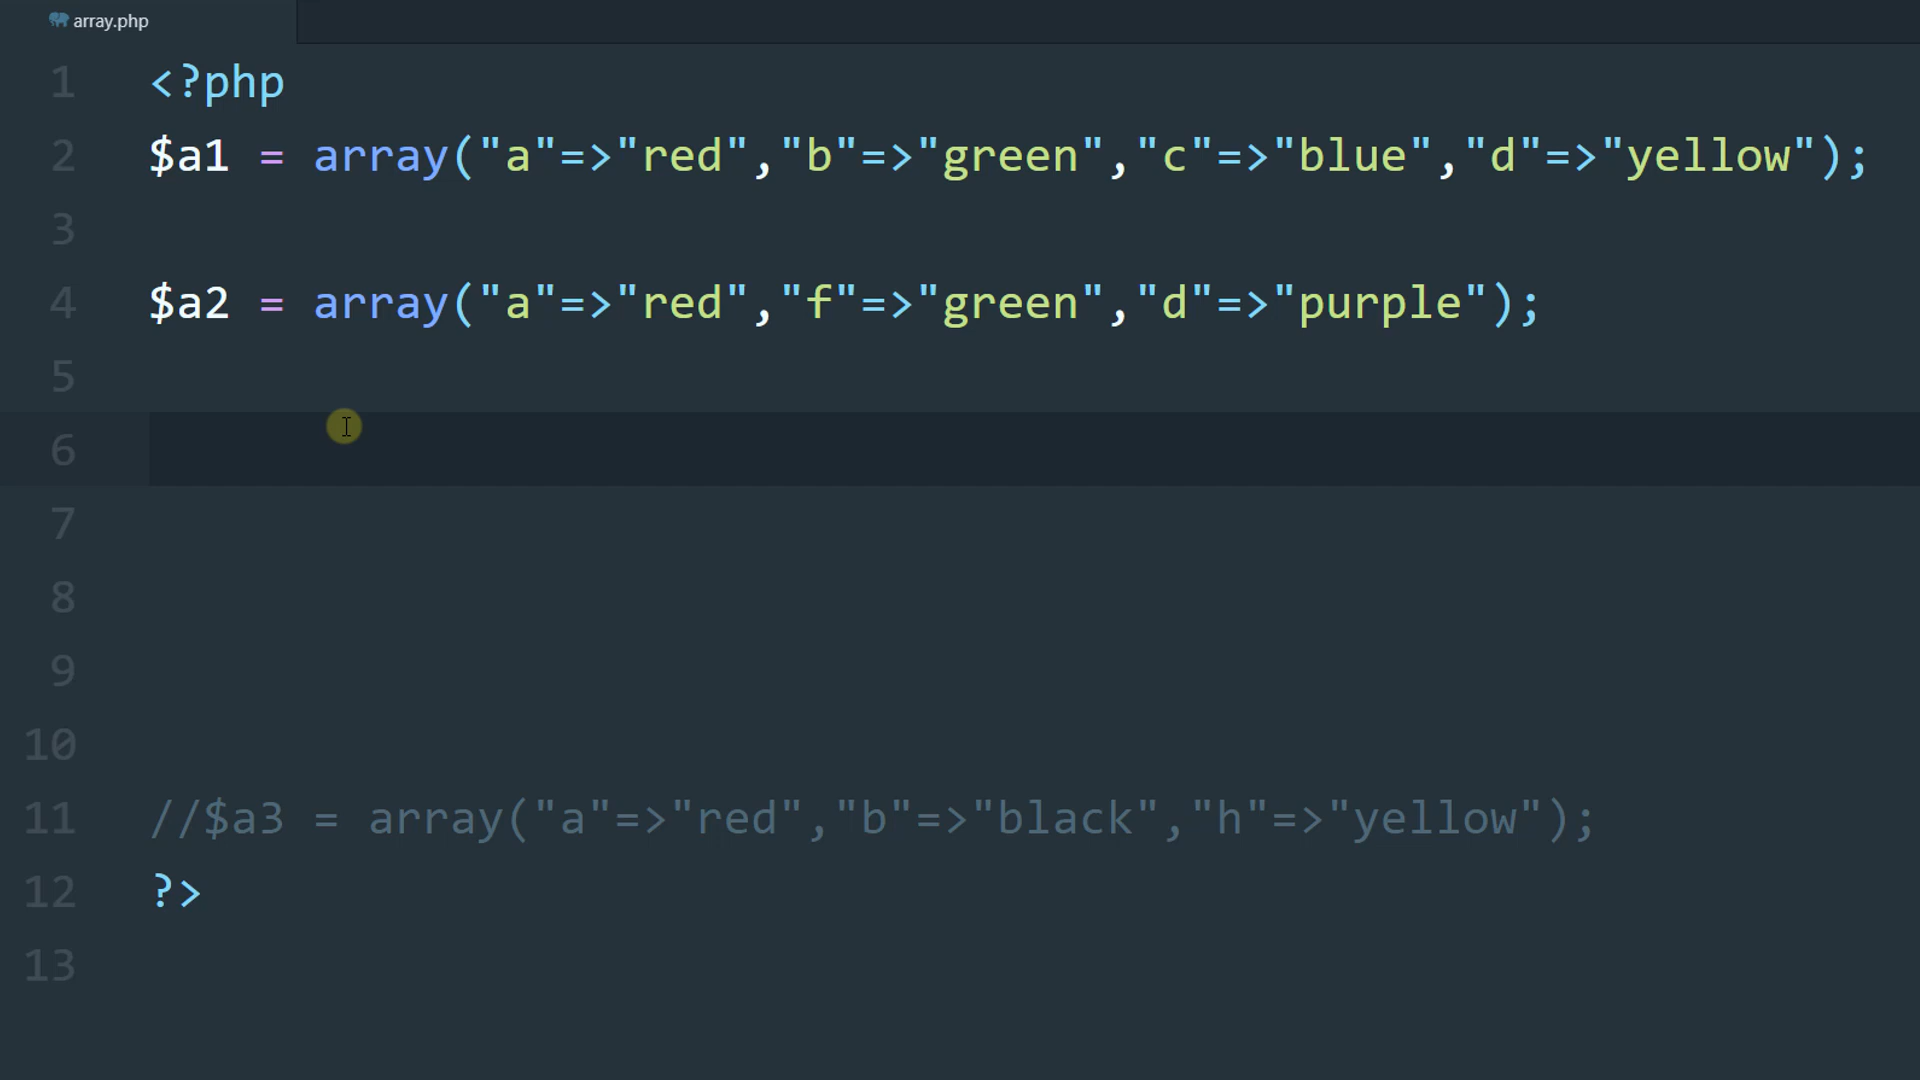 array.php
1 <?php
2 $a1 = array("a"=>"red","b"=>"green","c"=>"blue","d"=>"yellow");
3
4 $a2 = array("a"=>"red","f"=>"green","d"=>"purple");
5
6
7
8
9
10
11 //$a3 = array("a"=>"red","b"=>"black","h"=>"yellow");
12 ?>
13